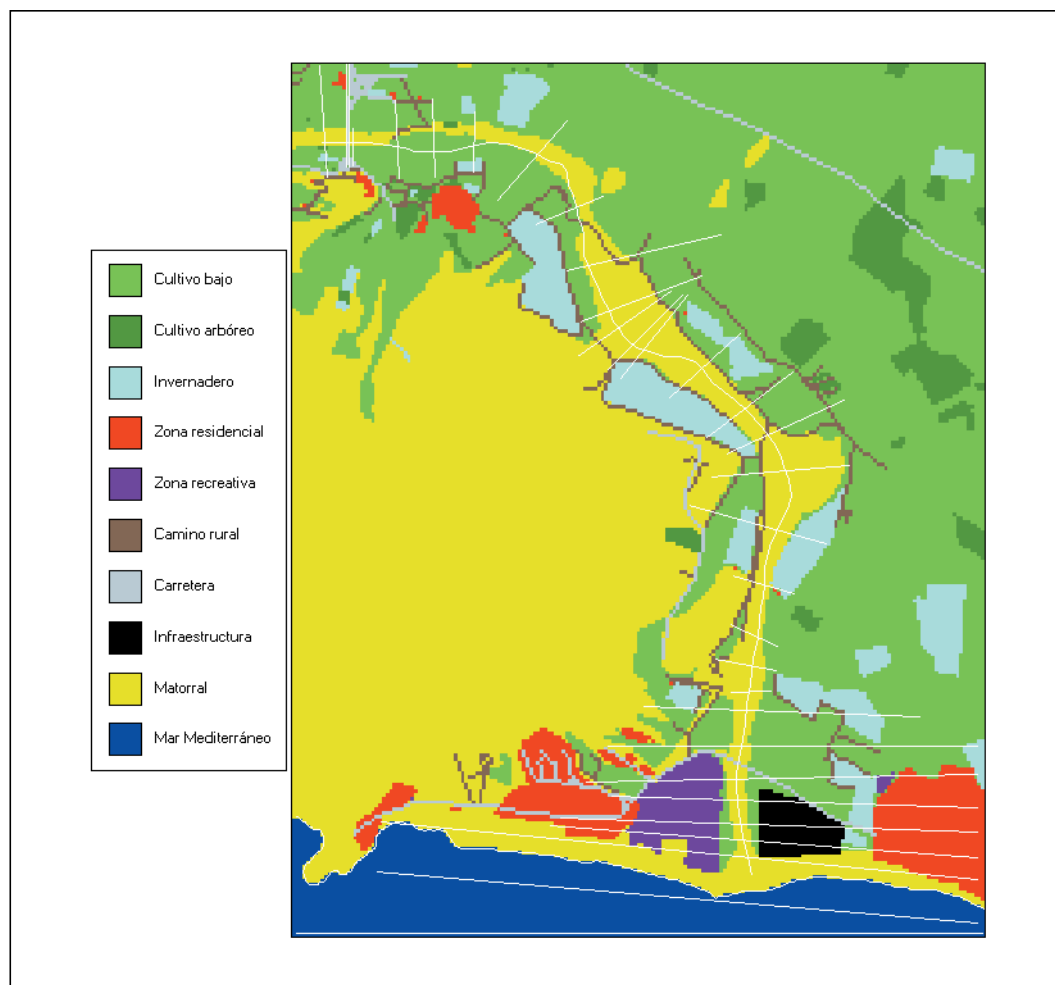 Cultivo bajo
Cultivo arbóreo
Invernadero
Zona residencial
Zona recreativa
Camino rural
Carretera
Infraestructura
Matorral
Mar Mediterráneo